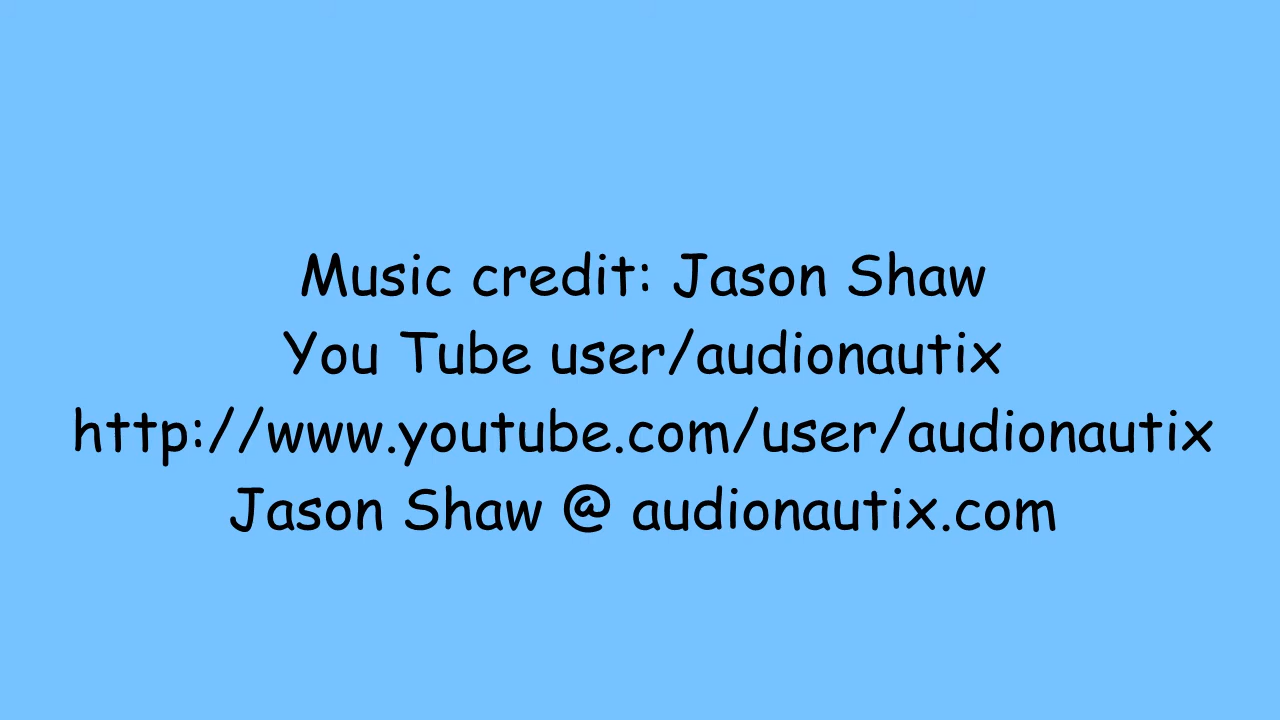 Music credit: Jason Shaw
You Tube user/audionautix
http://www.youtube.com/user/audionautix
Jason Shaw @ audionautix.com